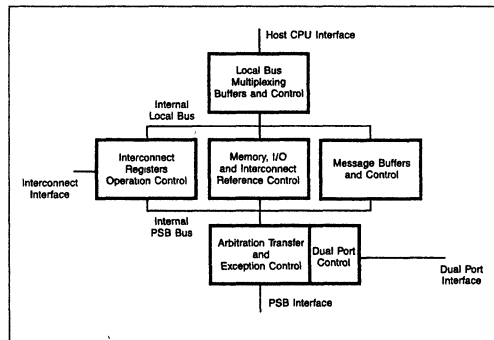 Host CPU Interface
Local Bus
Multiplexing
Buffers and Control
Internal
Local Bus
Interconnect
Registers
Operation Control
Memory, I/O
and Interconnect
Reference Control
Message Buffers
and Control
Interconnect
Interface
Internal
PSB Bus
Arbitration Transfer
and
Exception Control
Dual Port
Control
Dual Port
Interface
PSB Interface